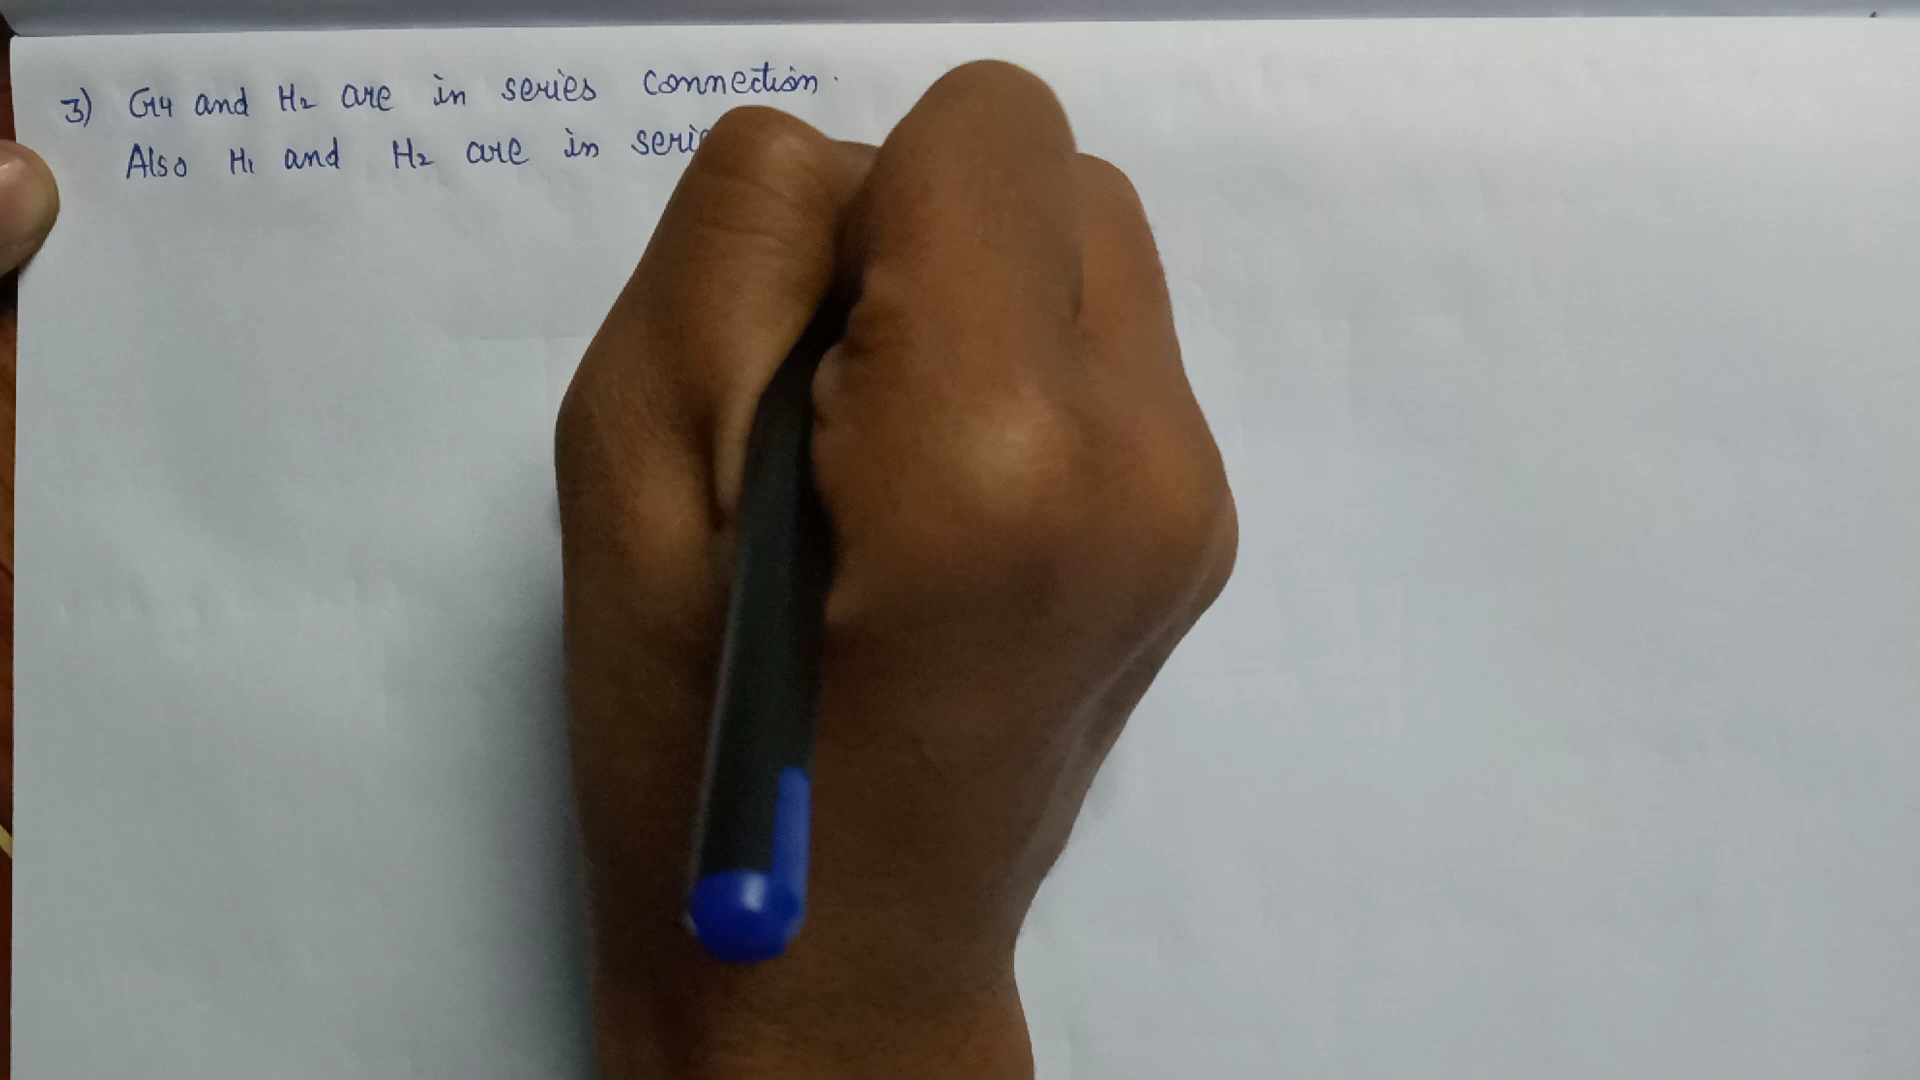 3) G4 and H2 are in series connection.
Also H1 and H2 are in